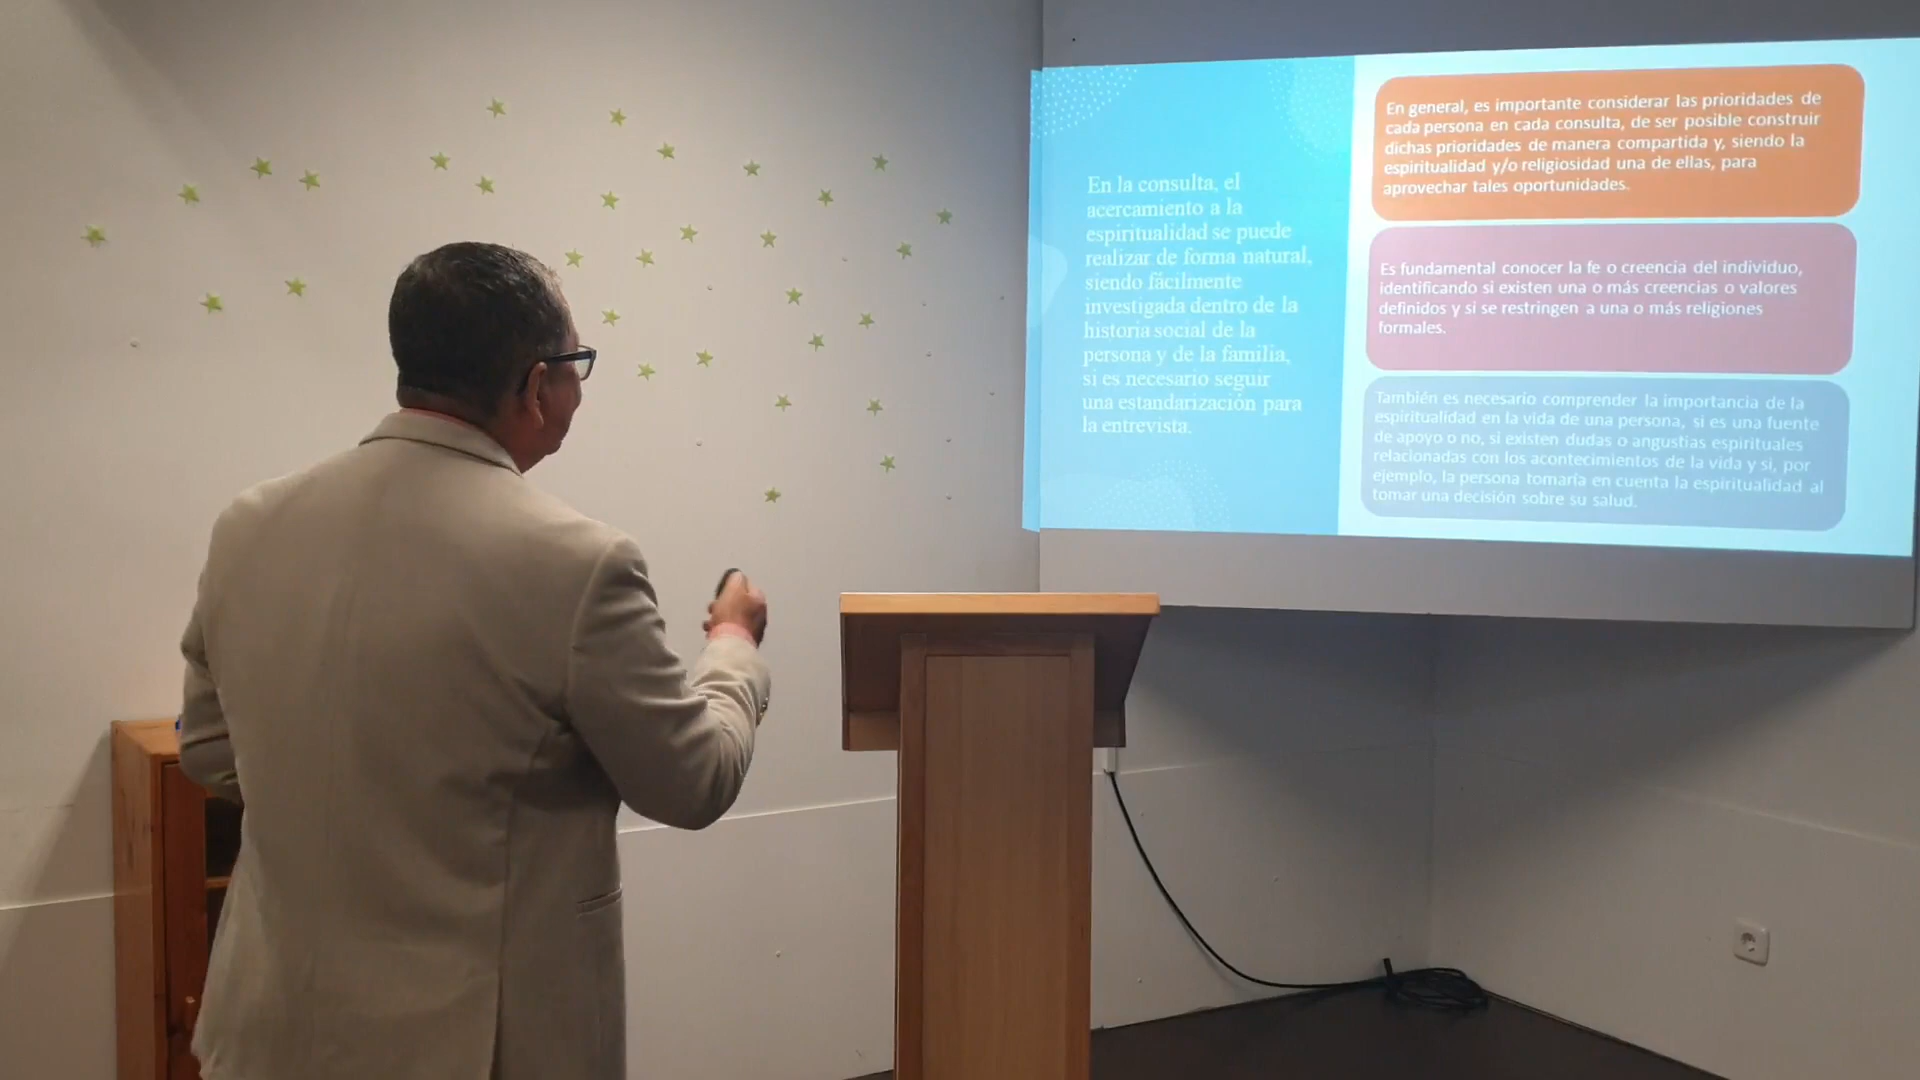 En la consulta, el
acercamiento a la
espiritualidad se puede
realizar de forma natural,
siendo fácilmente
investigada dentro de la
historia social de la
persona y de la familia,
si es necesario seguir
una estandarización para
la entrevista.
En general, es importante considerar las prioridades de
cada persona en cada consulta, de ser posible construir
dichas prioridades de manera compartida y, siendo la
espiritualidad y/o religiosidad una de ellas, para
aprovechar tales oportunidades.
Es fundamental conocer la fe o creencia del individuo,
identificando si existen una o más creencias o valores
definidos y si se restringen a una o más religiones
formales.
También es necesario comprender la importancia de la
espiritualidad en la vida de una persona, si es una fuente
de apoyo o no, si existen dudas o angustias espirituales
relacionadas con los acontecimientos de la vida y si, por
ejemplo, la persona tomaría en cuenta la espiritualidad al
tomar una decisión sobre su salud.